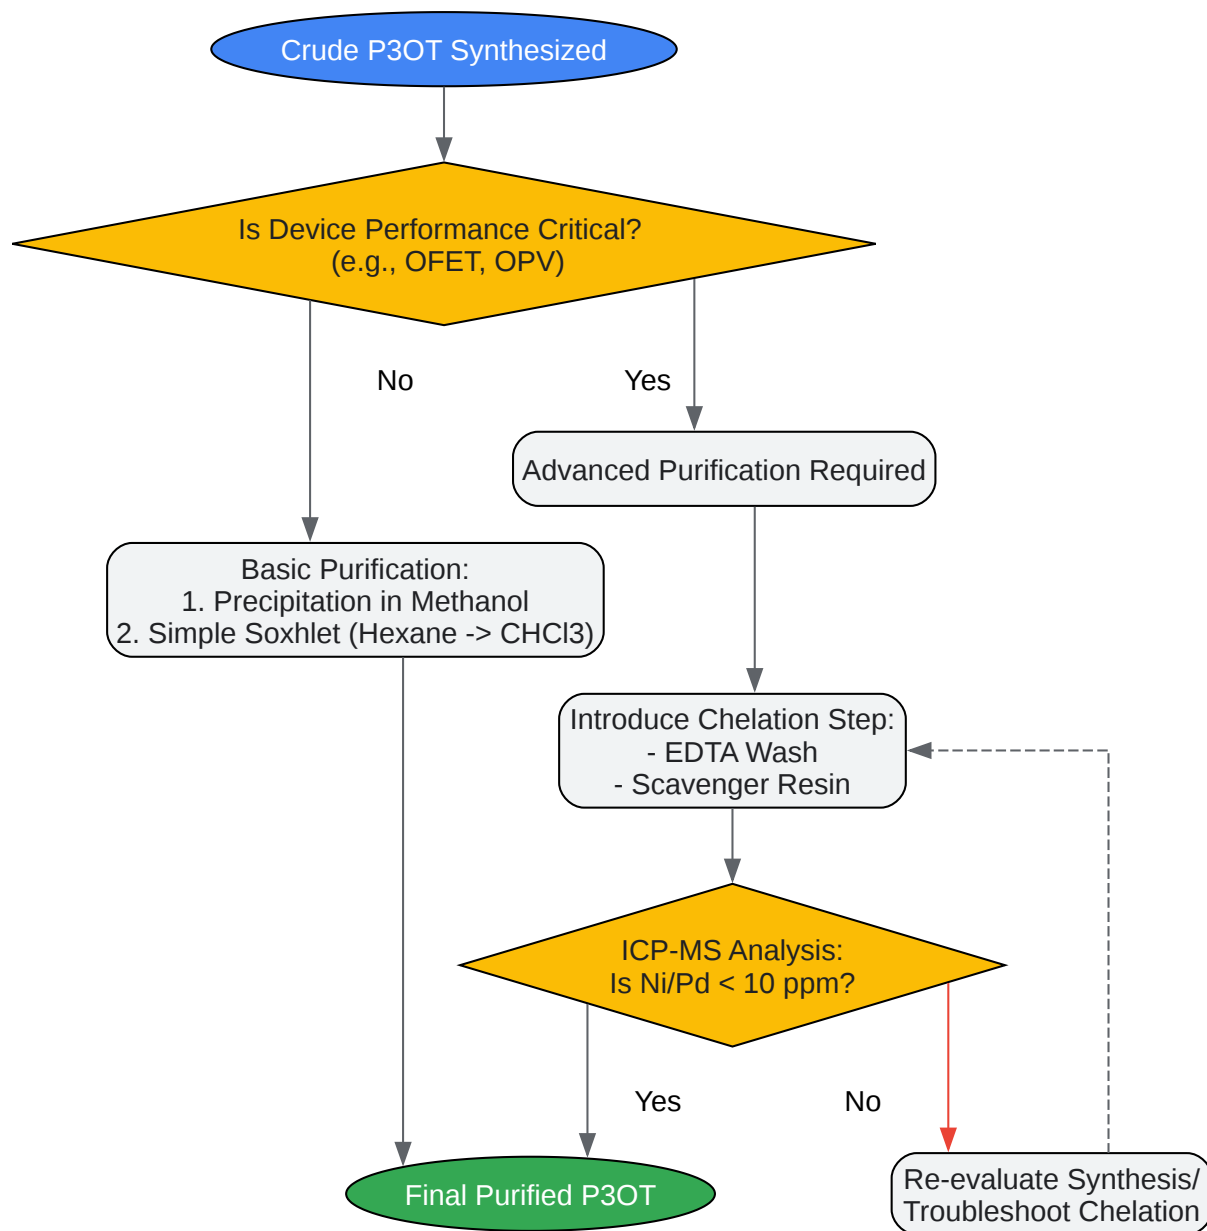 Crude P3OT Synthesized
Is Device Performance Critical?
(e.g., OFET, OPV)
No
Yes
Advanced Purification Required
Basic Purification:
1. Precipitation in Methanol
2. Simple Soxhlet (Hexane -> CHCl3)
Introduce Chelation Step:
- EDTA Wash
- Scavenger Resin
ICP-MS Analysis:
Is Ni/Pd < 10 ppm?
Yes
No
Final Purified P3OT
Re-evaluate Synthesis/
Troubleshoot Chelation